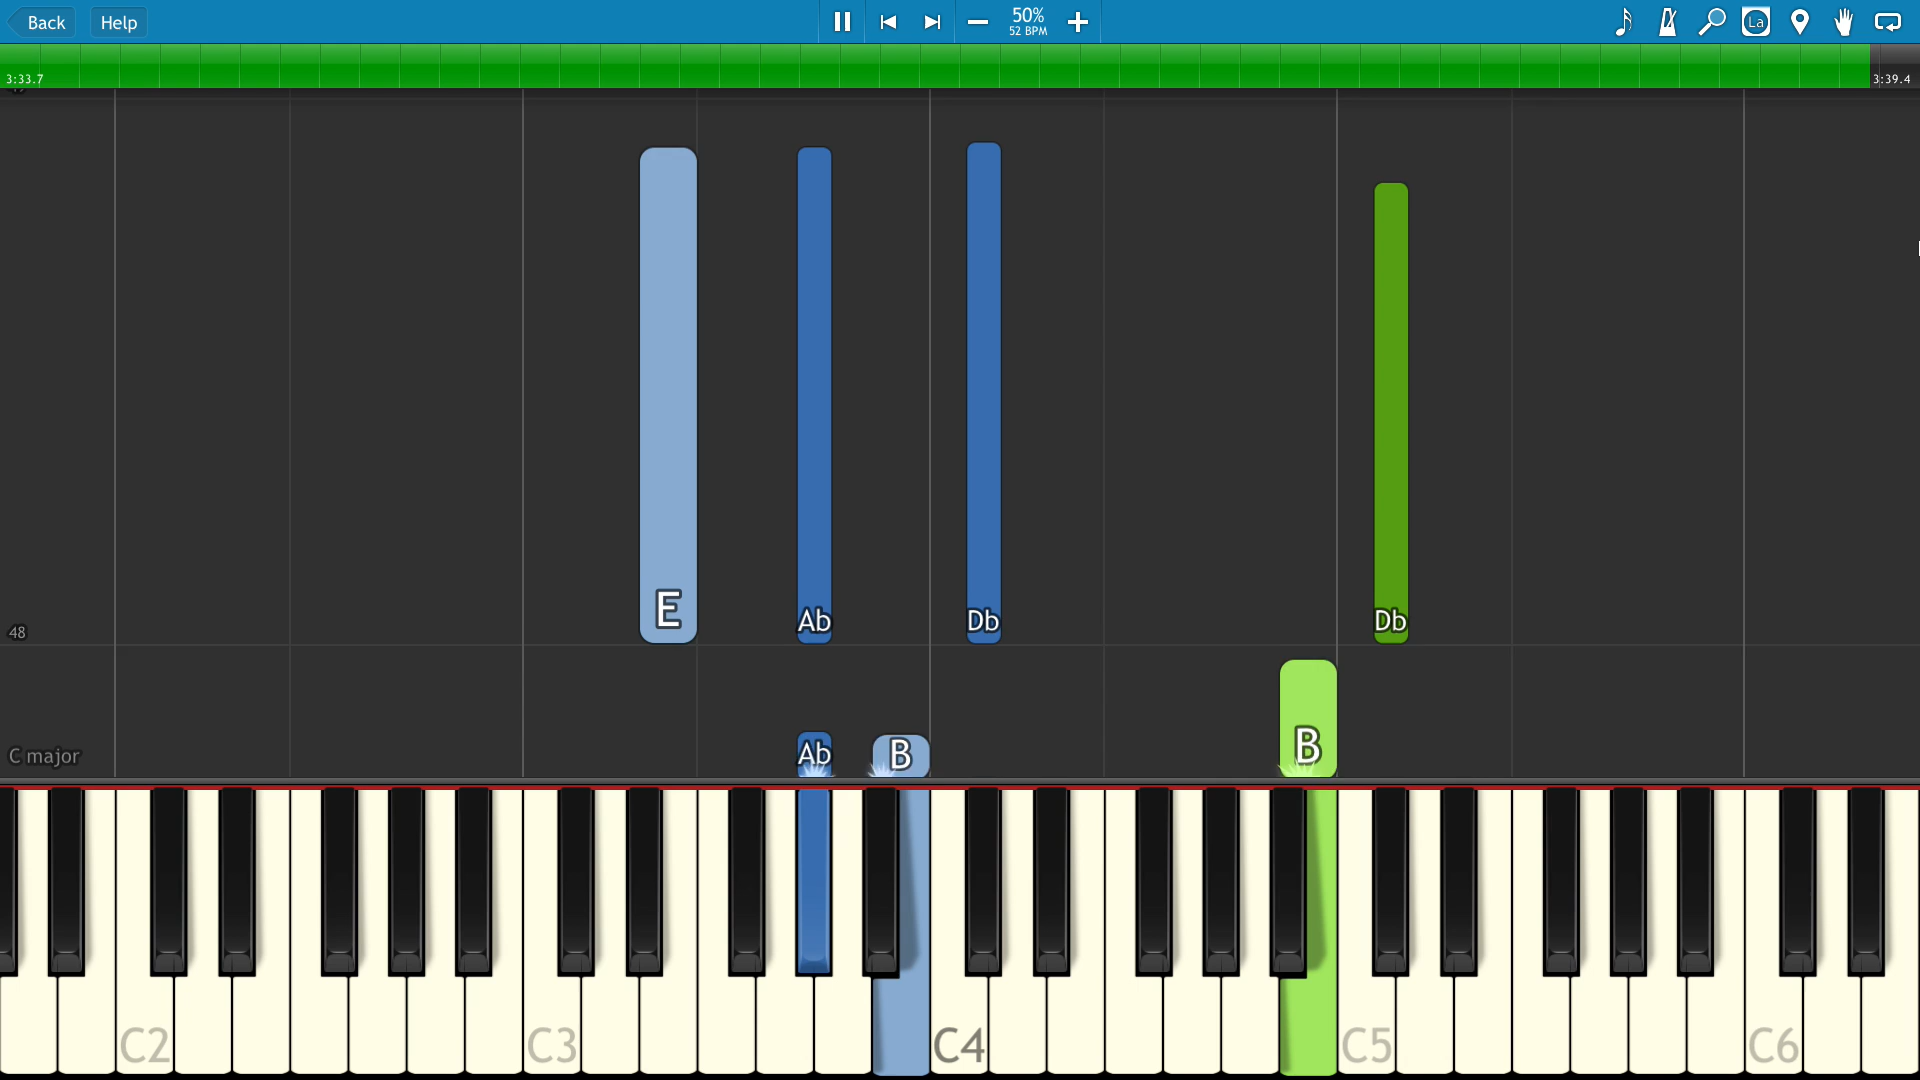 Back Help 50% La
52 BPM
3:33.7 3:39.4
E Ab Db Db
48
B
C major Ab B
C2 C3 C4 C5 C6